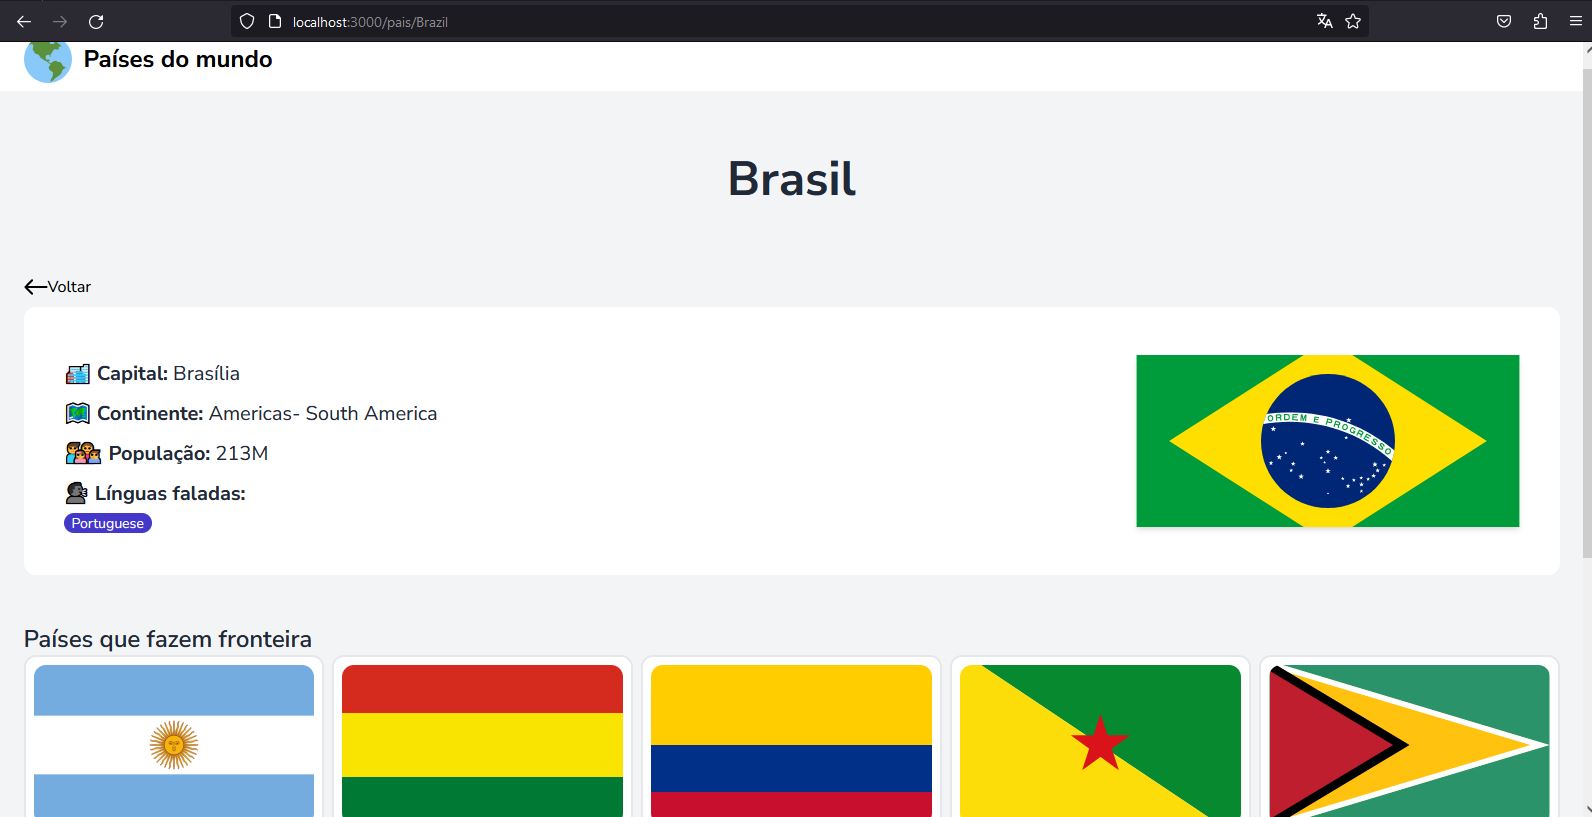 localhost:3000/pais/Brazil
Países do mundo
Brasil
Voltar
Capital: Brasília
Continente: Americas- South America
População: 213M
Línguas faladas:
Portuguese
ORDEM E PROGRESSO
Países que fazem fronteira